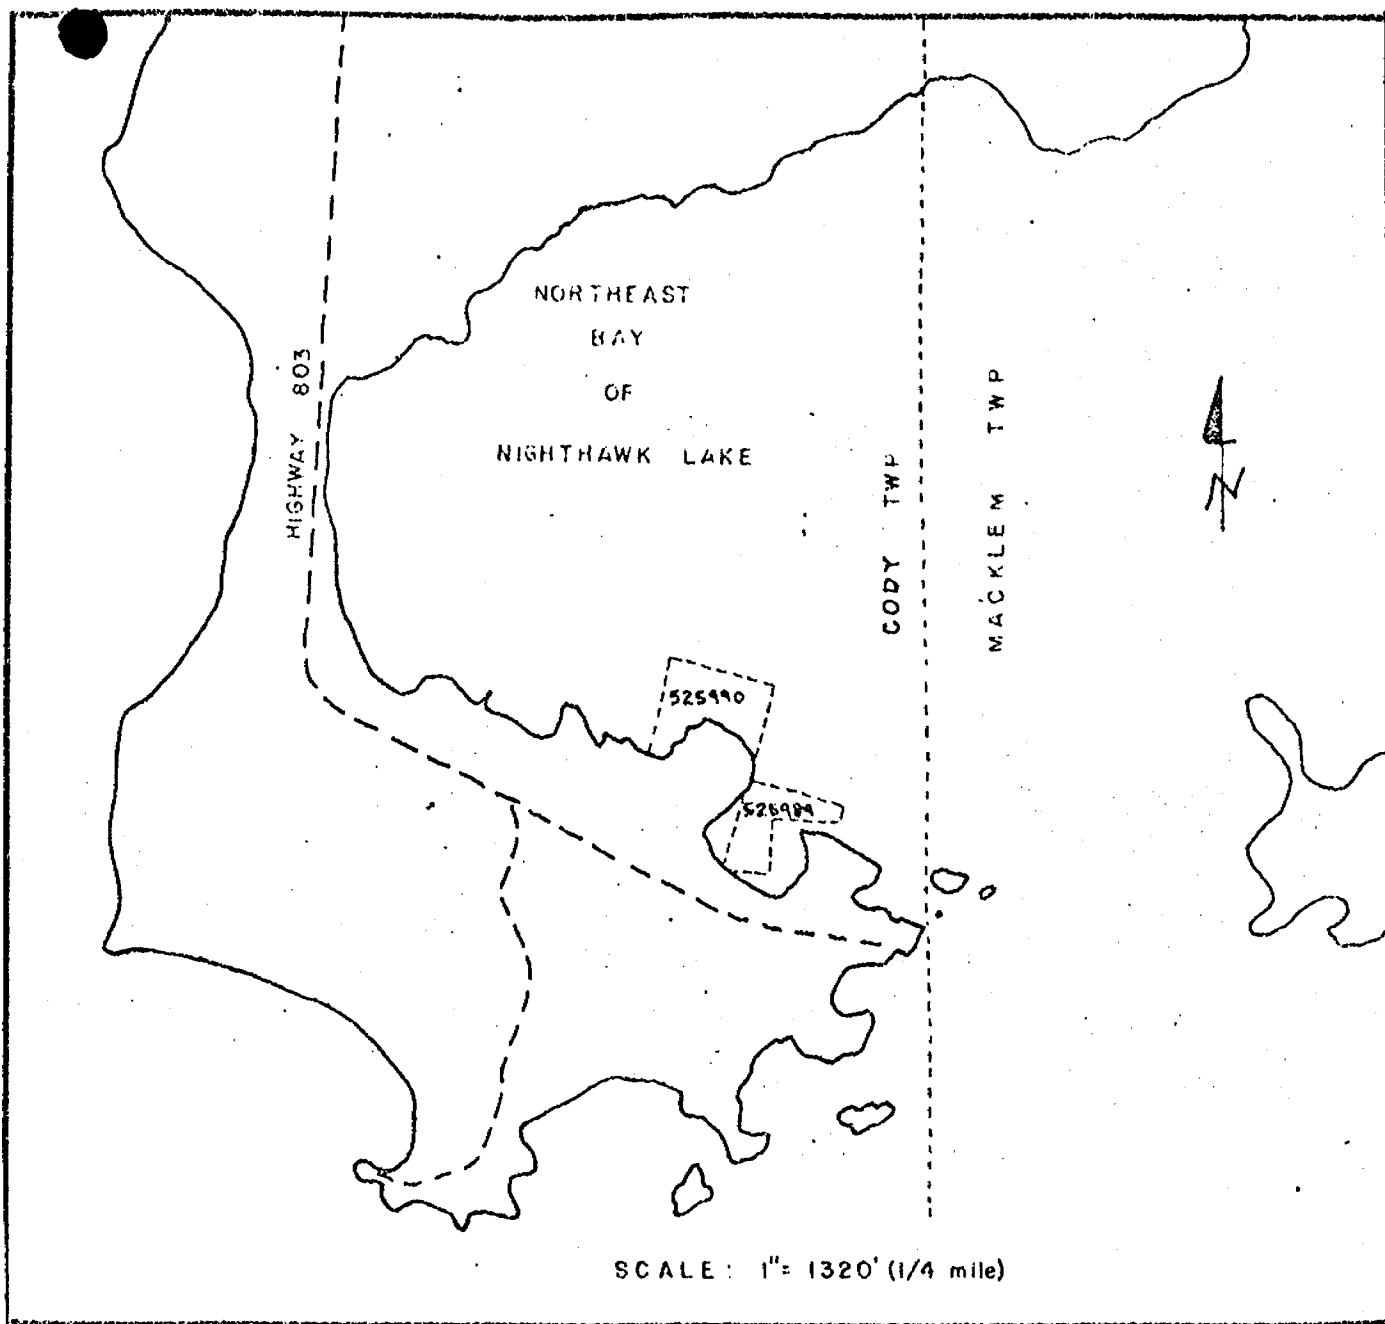 NORTHEAST
BAY
OF
NIGHTHAWK LAKE
HIGHWAY 803
CODY TWP
MACKLEM TWP
N
525990
525989
SCALE: 1"= 1320' (1/4 mile)